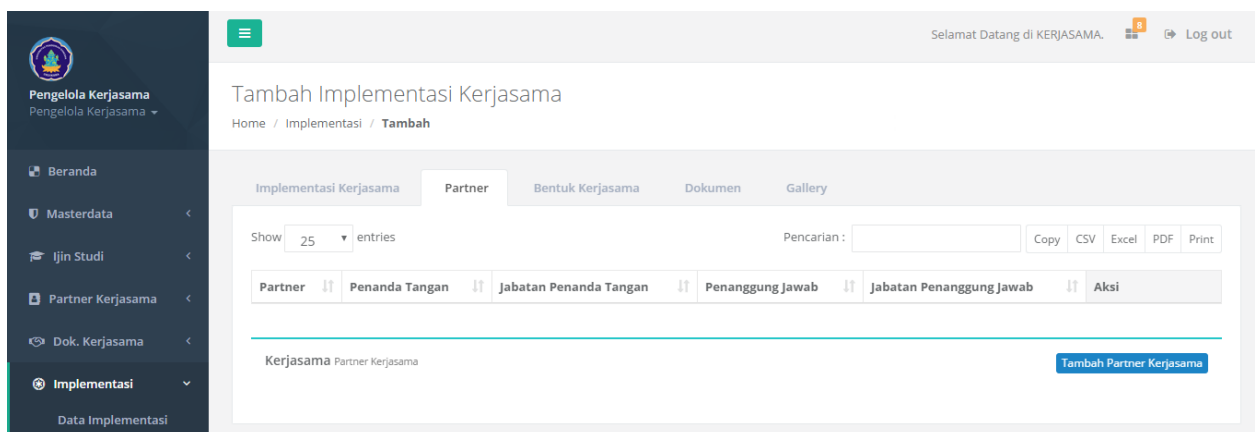 Selamat Datang di KERJASAMA.
8
Log out
Pengelola Kerjasama
Pengelola Kerjasama
Beranda
Masterdata
Ijin Studi
Partner Kerjasama
Dok. Kerjasama
Implementasi
Data Implementasi
Tambah Implementasi Kerjasama
Home / Implementasi / Tambah
Implementasi Kerjasama Partner Bentuk Kerjasama Dokumen Gallery
Show 25 entries Pencarian : Copy CSV Excel PDF Print
Partner Penanda Tangan Jabatan Penanda Tangan Penanggung Jawab Jabatan Penanggung Jawab Aksi
Kerjasama Partner Kerjasama Tambah Partner Kerjasama